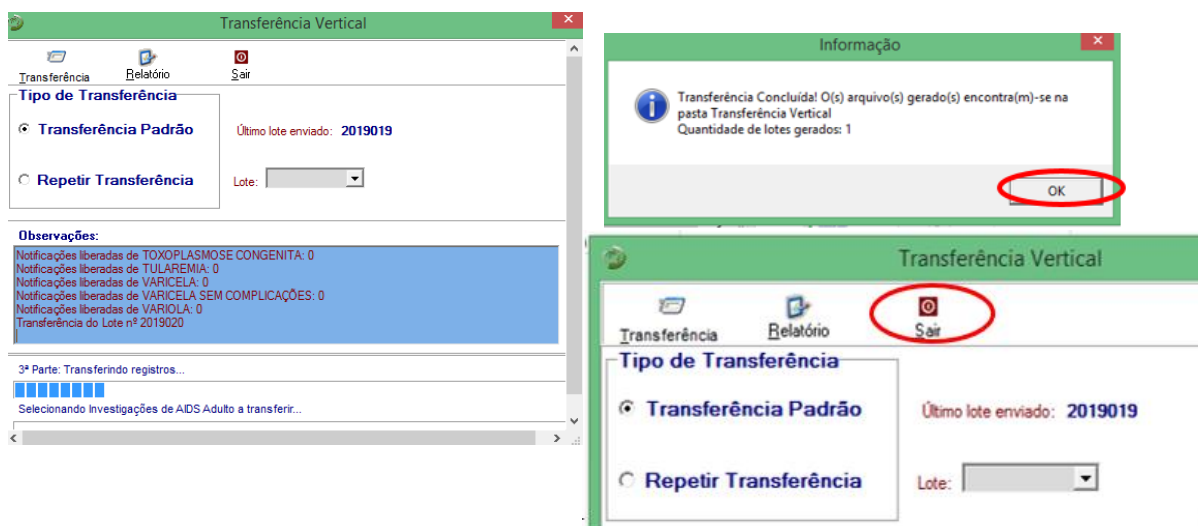 Transferência Vertical
Transferência Relatório Sair
Tipo de Transferência
Transferência Padrão Último lote enviado: 2019019
Repetir Transferência Lote:
Observações:
Notificações liberadas de TOXOPLASMOSE CONGENITA: 0
Notificações liberadas de TULAREMIA: 0
Notificações liberadas de VARICELA: 0
Notificações liberadas de VARICELA SEM COMPLICAÇÕES: 0
Notificações liberadas de VARIOLA: 0
Transferência do Lote nº 2019020
3ª Parte: Transferindo registros...
Selecionando Investigações de AIDS Adulto a transferir...
Informação
Transferência Concluída! O(s) arquivo(s) gerado(s) encontra(m)-se na
pasta Transferência Vertical
Quantidade de lotes gerados: 1
OK
Transferência Vertical
Transferência Relatório Sair
Tipo de Transferência
Transferência Padrão Último lote enviado: 2019019
Repetir Transferência Lote: